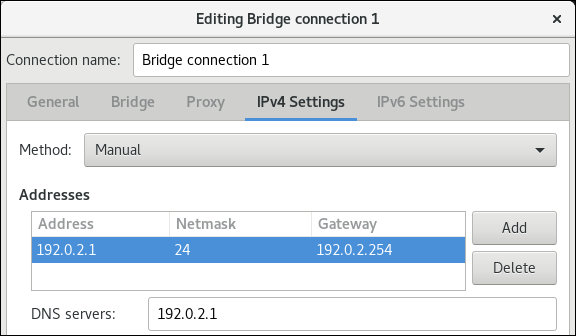 Editing Bridge connection 1
Connection name: Bridge connection 1
General Bridge Proxy IPv4 Settings IPv6 Settings
Method: Manual
Addresses
Address Netmask Gateway
192.0.2.1 24 192.0.2.254
Add
Delete
DNS servers: 192.0.2.1